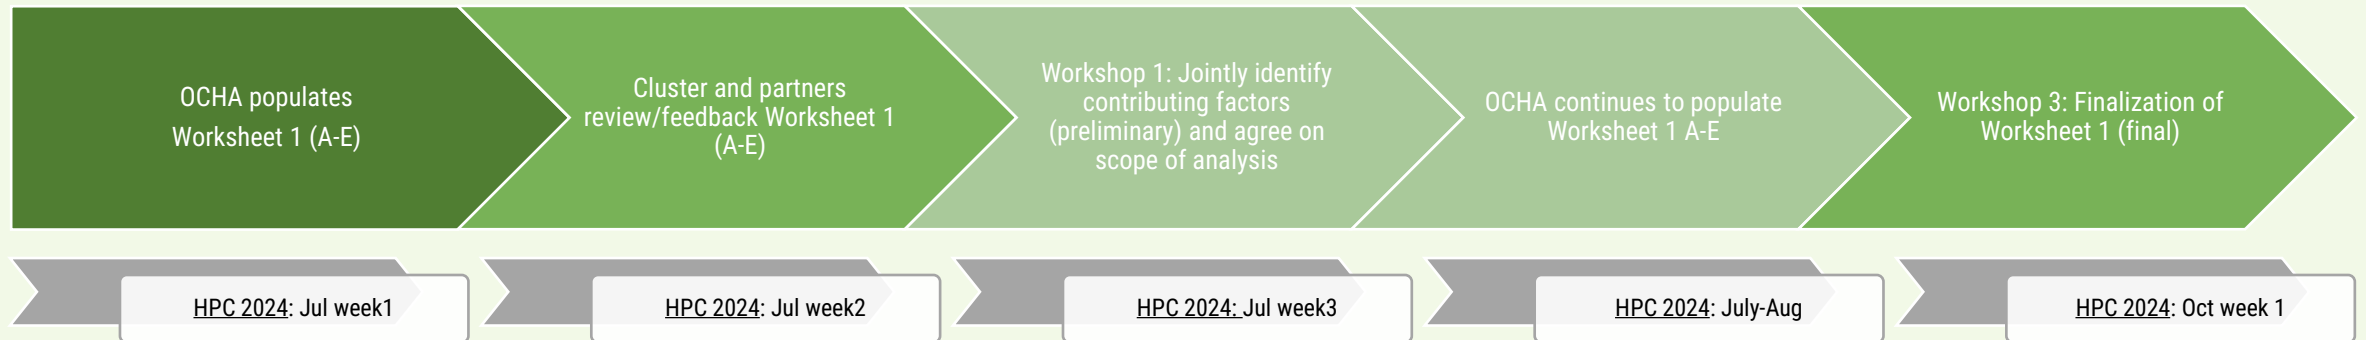 OCHA populates
Worksheet 1 (A-E)
Cluster and partners
review/feedback Worksheet 1
(A-E)
Workshop 1: Jointly identify
contributing factors
(preliminary) and agree on
scope of analysis
OCHA continues to populate
Worksheet 1 A-E
Workshop 3: Finalization of
Worksheet 1 (final)
HPC 2024: Jul week1
HPC 2024: Jul week2
HPC 2024: Jul week3
HPC 2024: July-Aug
HPC 2024: Oct week 1